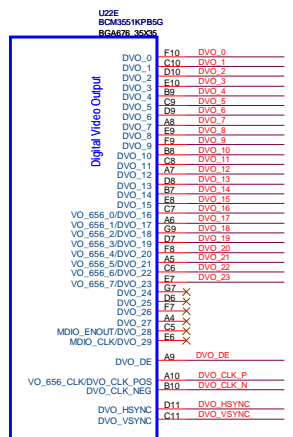 U22E
BCM3551KPB5G
BGA676_35X35
Digital Video Output
DVO_0 F10 DVO_0
DVO_1 C10 DVO_1
DVO_2 D10 DVO_2
DVO_3 E10 DVO_3
DVO_4 B9 DVO_4
DVO_5 C9 DVO_5
DVO_6 D9 DVO_6
DVO_7 A8 DVO_7
DVO_8 E9 DVO_8
DVO_9 F9 DVO_9
DVO_10 B8 DVO_10
DVO_11 C8 DVO_11
DVO_12 A7 DVO_12
DVO_13 D8 DVO_13
DVO_14 B7 DVO_14
DVO_15 E8 DVO_15
VO_656_0/DVO_16 C7 DVO_16
VO_656_1/DVO_17 A6 DVO_17
VO_656_2/DVO_18 G9 DVO_18
VO_656_3/DVO_19 D7 DVO_19
VO_656_4/DVO_20 F8 DVO_20
VO_656_5/DVO_21 A5 DVO_21
VO_656_6/DVO_22 C6 DVO_22
VO_656_7/DVO_23 E7 DVO_23
DVO_24 G7
DVO_25 D6
DVO_26 F7
DVO_27 A4
MDIO_ENOUT/DVO_28 C5
MDIO_CLK/DVO_29 E6
DVO_DE A9 DVO_DE
VO_656_CLK/DVO_CLK_POS A10 DVO_CLK_P
DVO_CLK_NEG B10 DVO_CLK_N
DVO_HSYNC D11 DVO_HSYNC
DVO_VSYNC C11 DVO_VSYNC